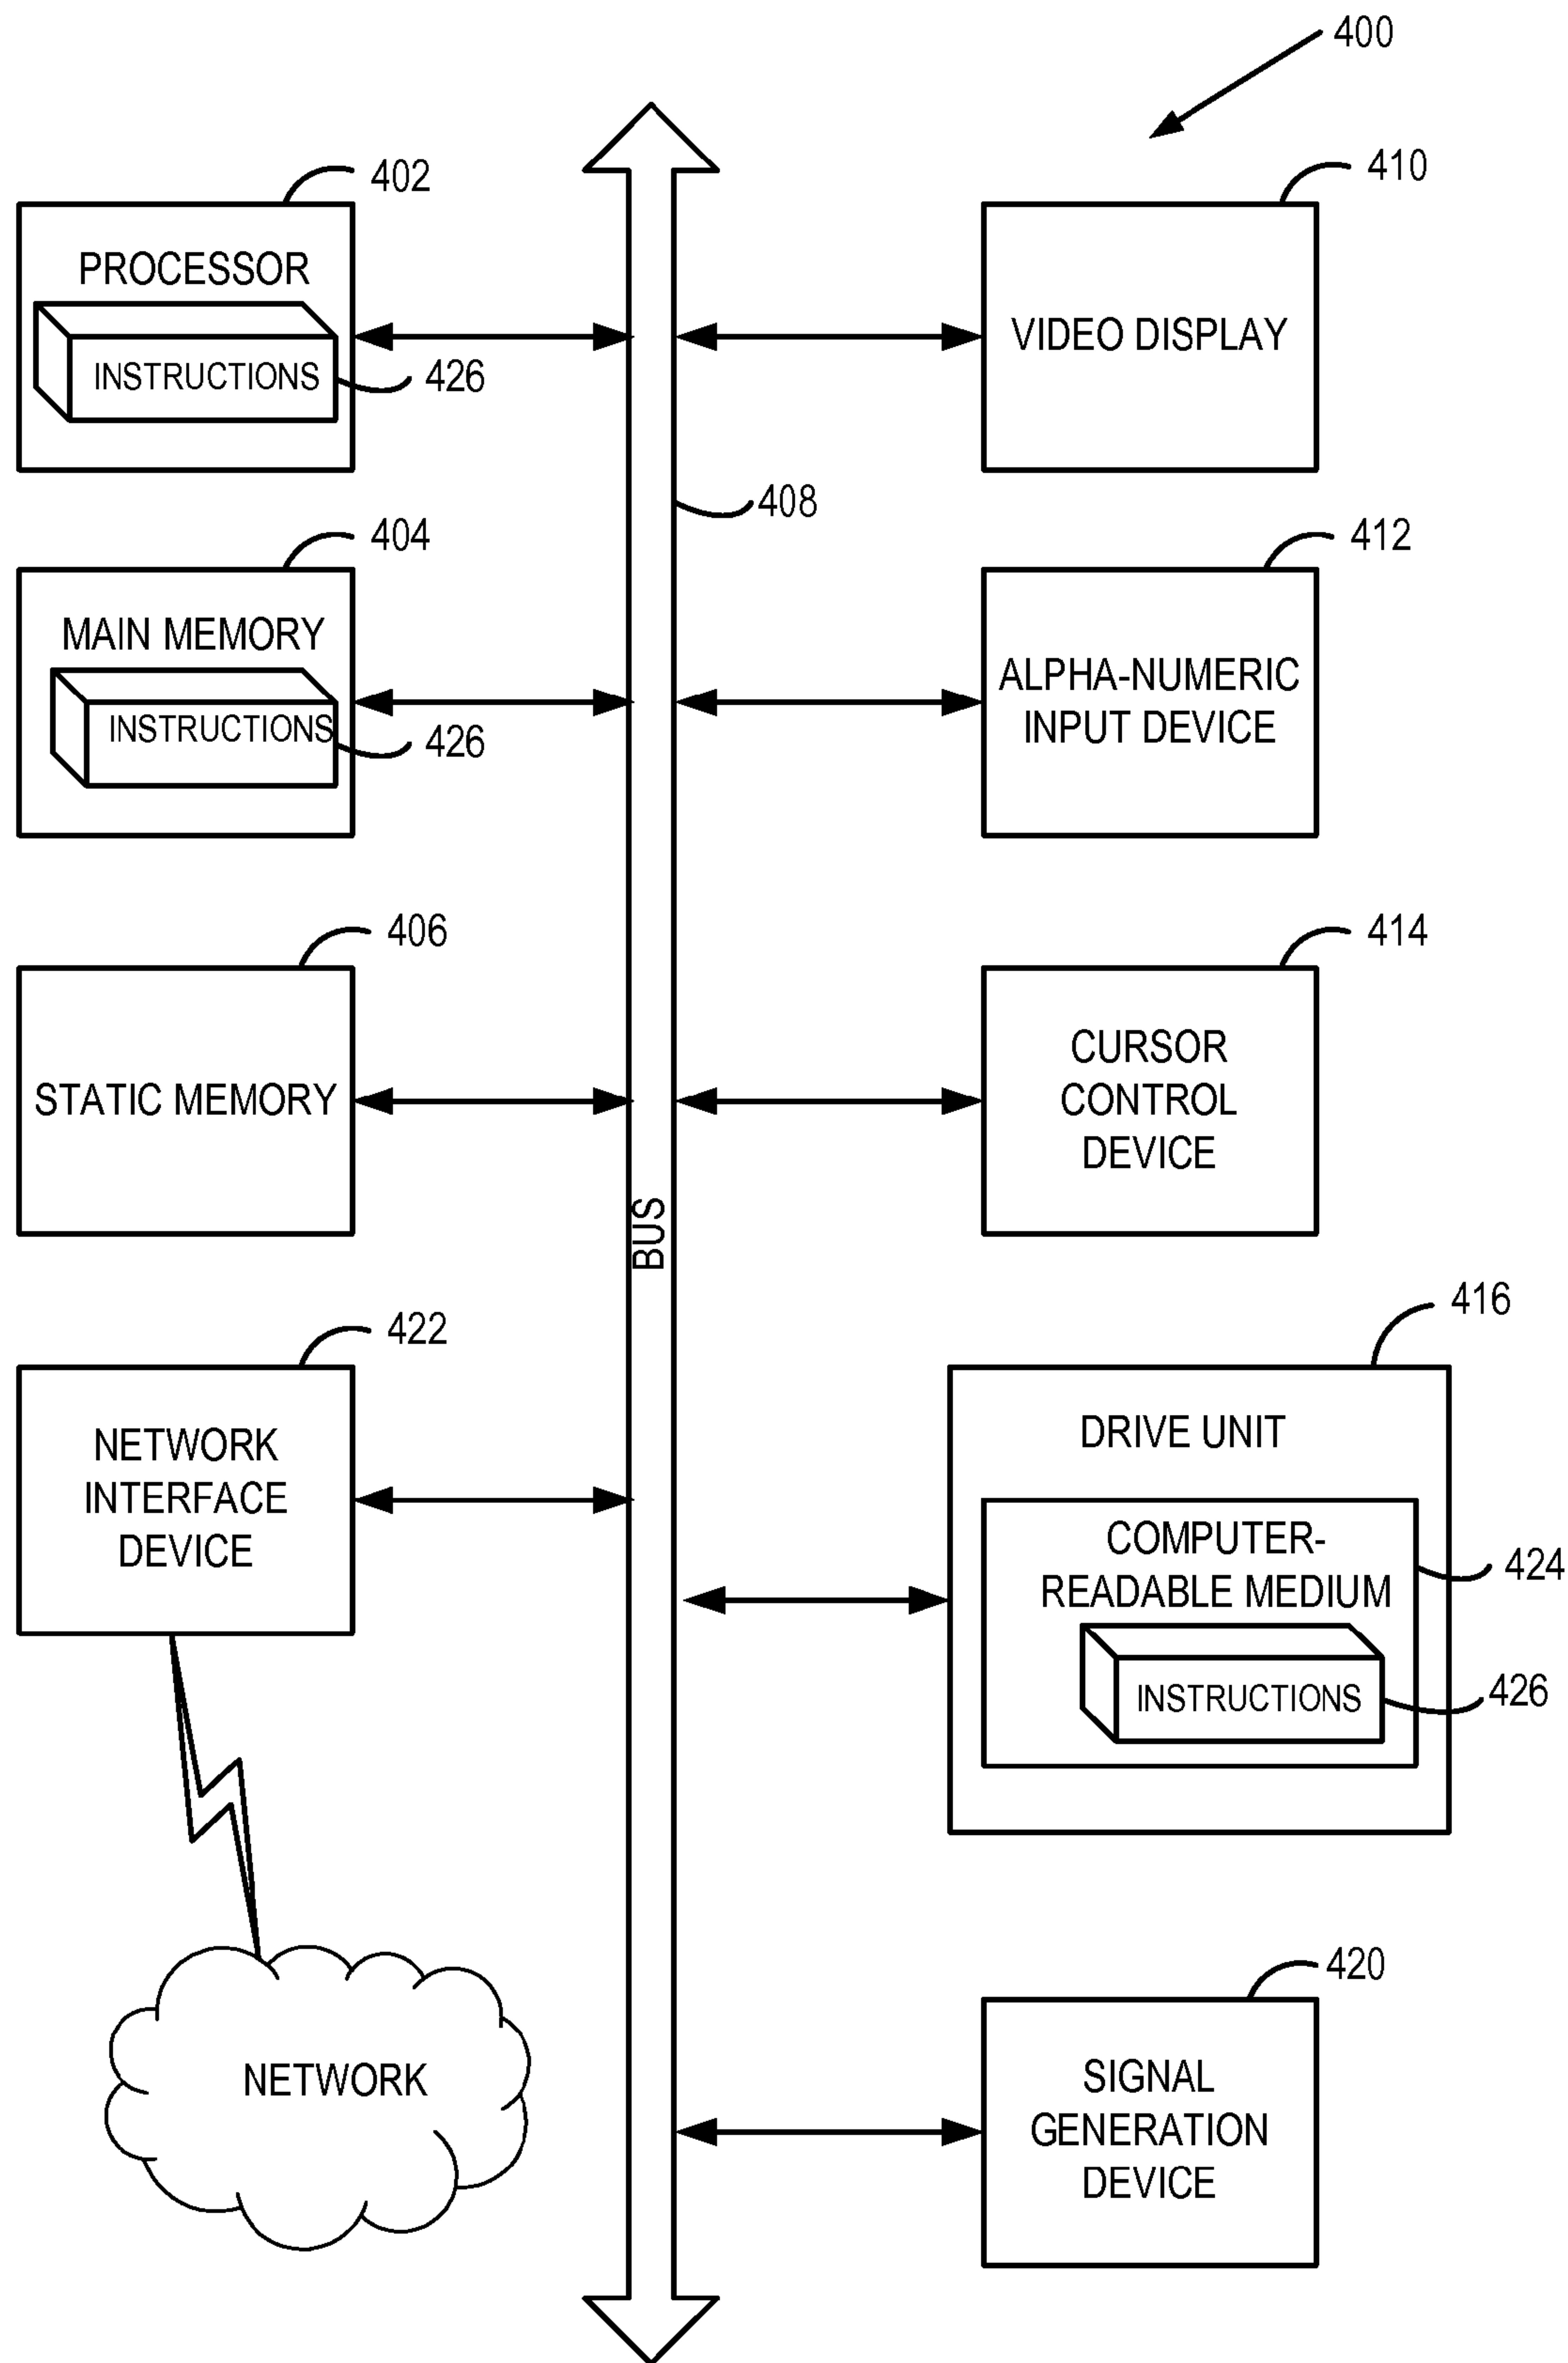 400
402
PROCESSOR
INSTRUCTIONS
426
410
VIDEO DISPLAY
408
404
MAIN MEMORY
INSTRUCTIONS
426
412
ALPHA-NUMERIC
INPUT DEVICE
406
STATIC MEMORY
414
CURSOR
CONTROL
DEVICE
BUS
422
NETWORK
INTERFACE
DEVICE
416
DRIVE UNIT
COMPUTER-
READABLE MEDIUM
424
INSTRUCTIONS
426
NETWORK
420
SIGNAL
GENERATION
DEVICE